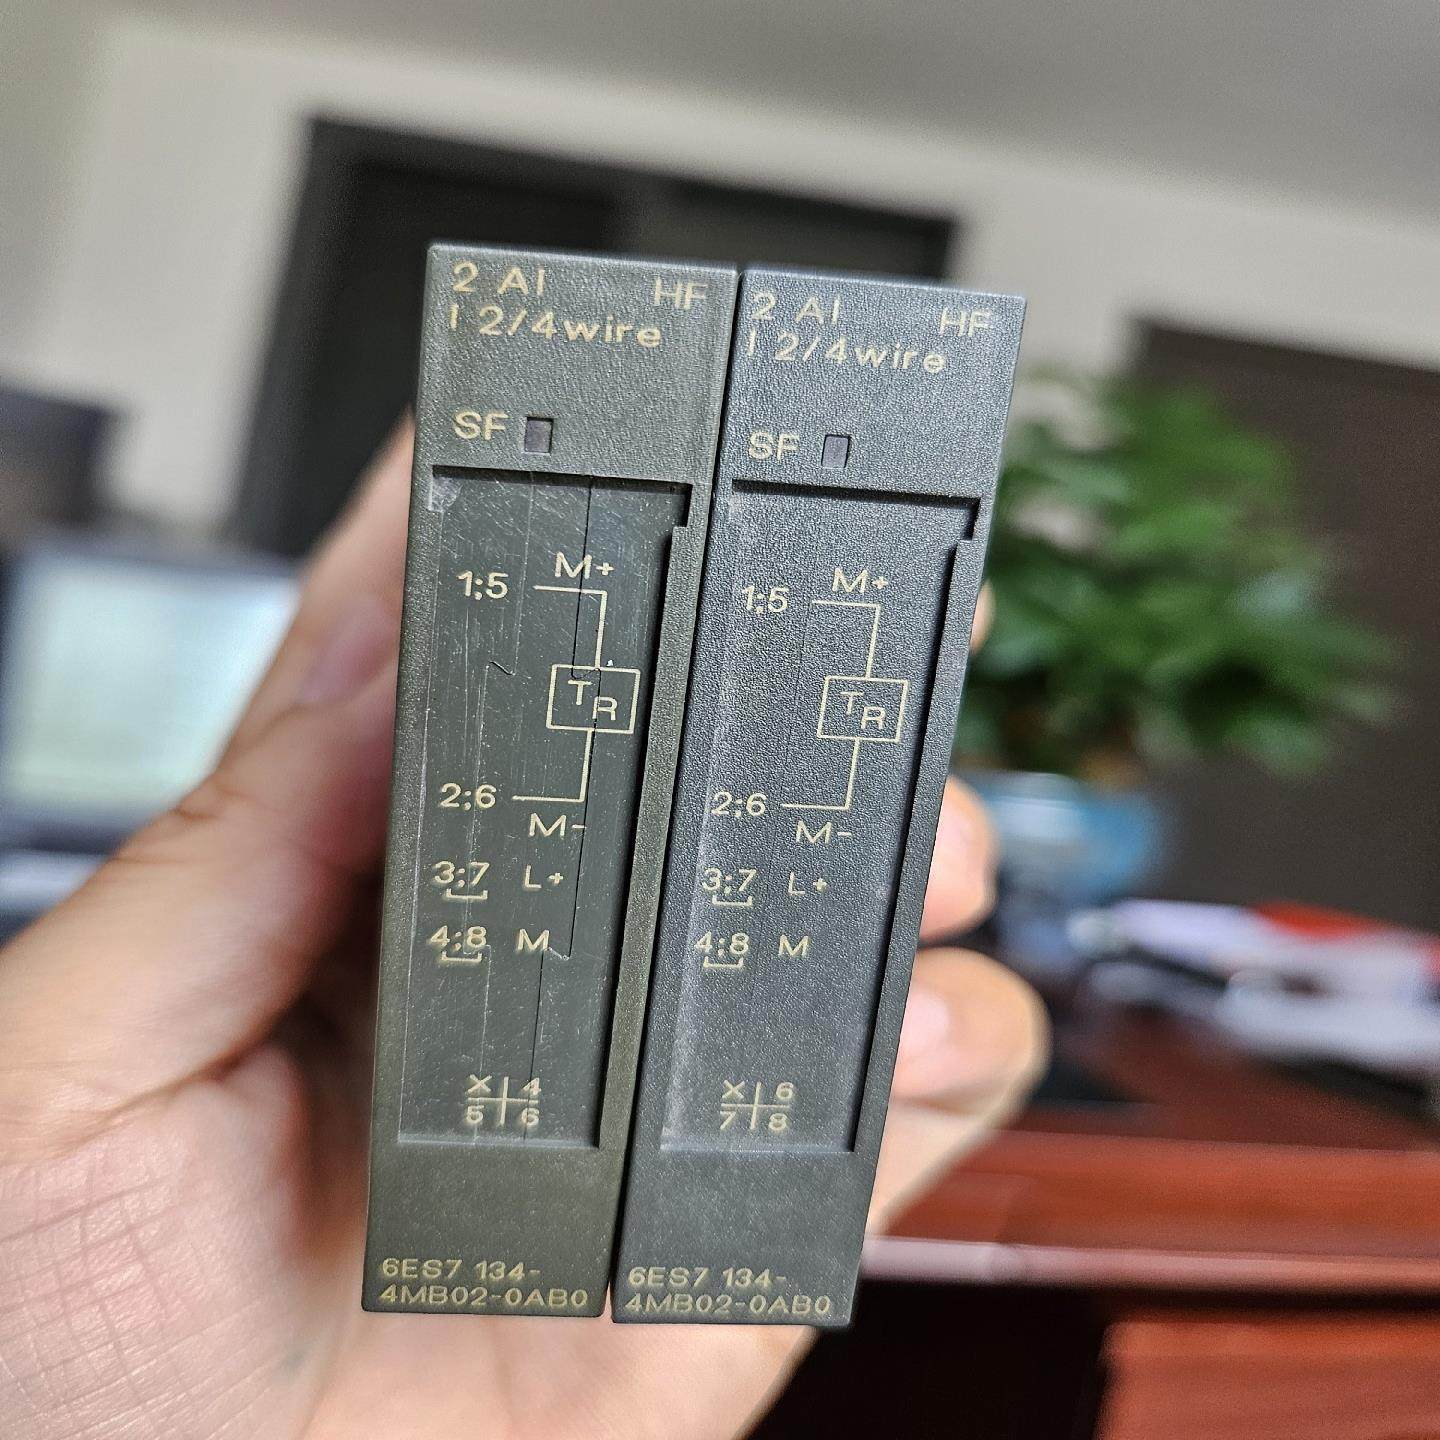 2 AI HF
I 2/4wire
SF
1;5 M+
TR
2;6
M-
3;7 L+
4;8 M
X 4
5 6
6ES7 134-
4MB02-0AB0
2 AI HF
I 2/4wire
SF
1;5 M+
TR
2;6
M-
3;7 L+
4;8 M
X 6
7 8
6ES7 134-
4MB02-0AB0